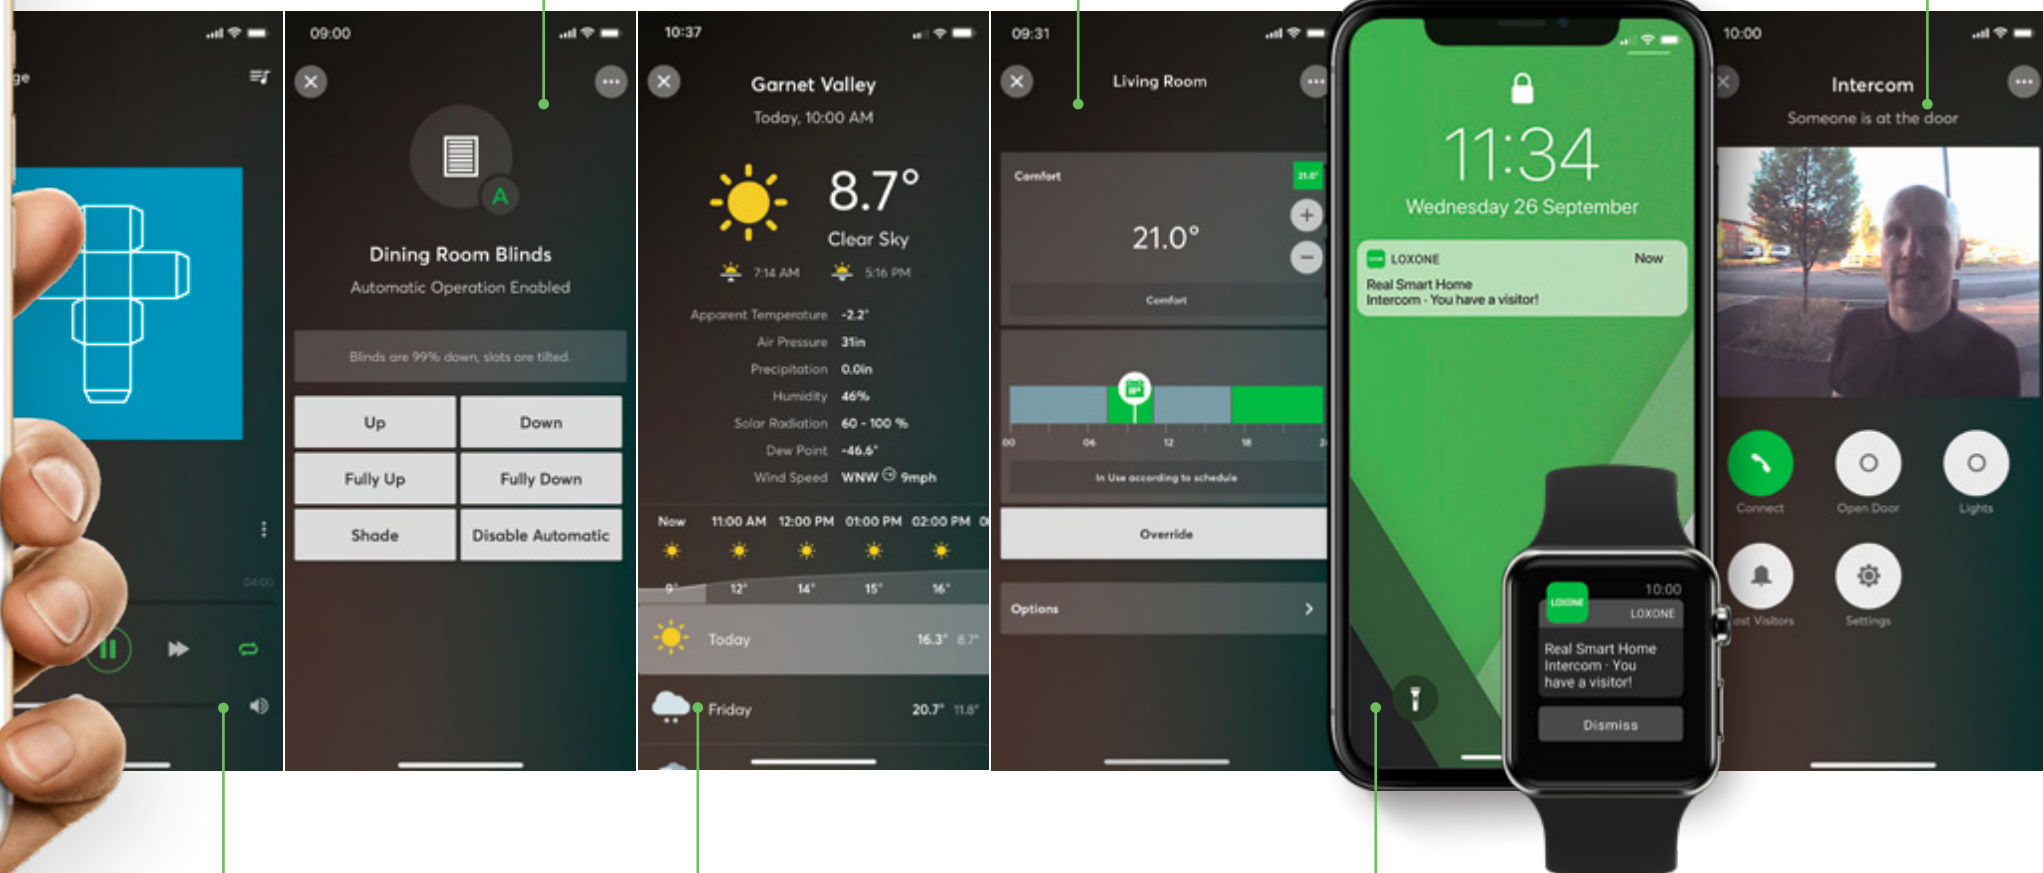 ge
04:00
09:00
Dining Room Blinds
Automatic Operation Enabled
Blinds are 99% down, slats are tilted.
Up
Down
Fully Up
Fully Down
Shade
Disable Automatic
10:37
Garnet Valley
Today, 10:00 AM
8.7°
Clear Sky
7:14 AM
5:16 PM
Apparent Temperature -2.2°
Air Pressure 31in
Precipitation 0.0in
Humidity 46%
Solar Radiation 60 - 100 %
Dew Point -46.6°
Wind Speed WNW 9mph
Now 11:00 AM 12:00 PM 01:00 PM 02:00 PM 0
9° 12° 14° 15° 16°
Today 16.3° 8.7°
Friday 20.7° 11.8°
09:31
Living Room
Comfort
21.0°
21.0°
Comfort
00 06 12 18 2
In Use according to schedule
Override
Options
11:34
Wednesday 26 September
LOXONE Now
Real Smart Home
Intercom · You have a visitor!
10:00
LOXONE
LOXONE
Real Smart Home
Intercom · You
have a visitor!
Dismiss
10:00
Intercom
Someone is at the door
Connect
Open Door
Lights
ast Visitors
Settings
A